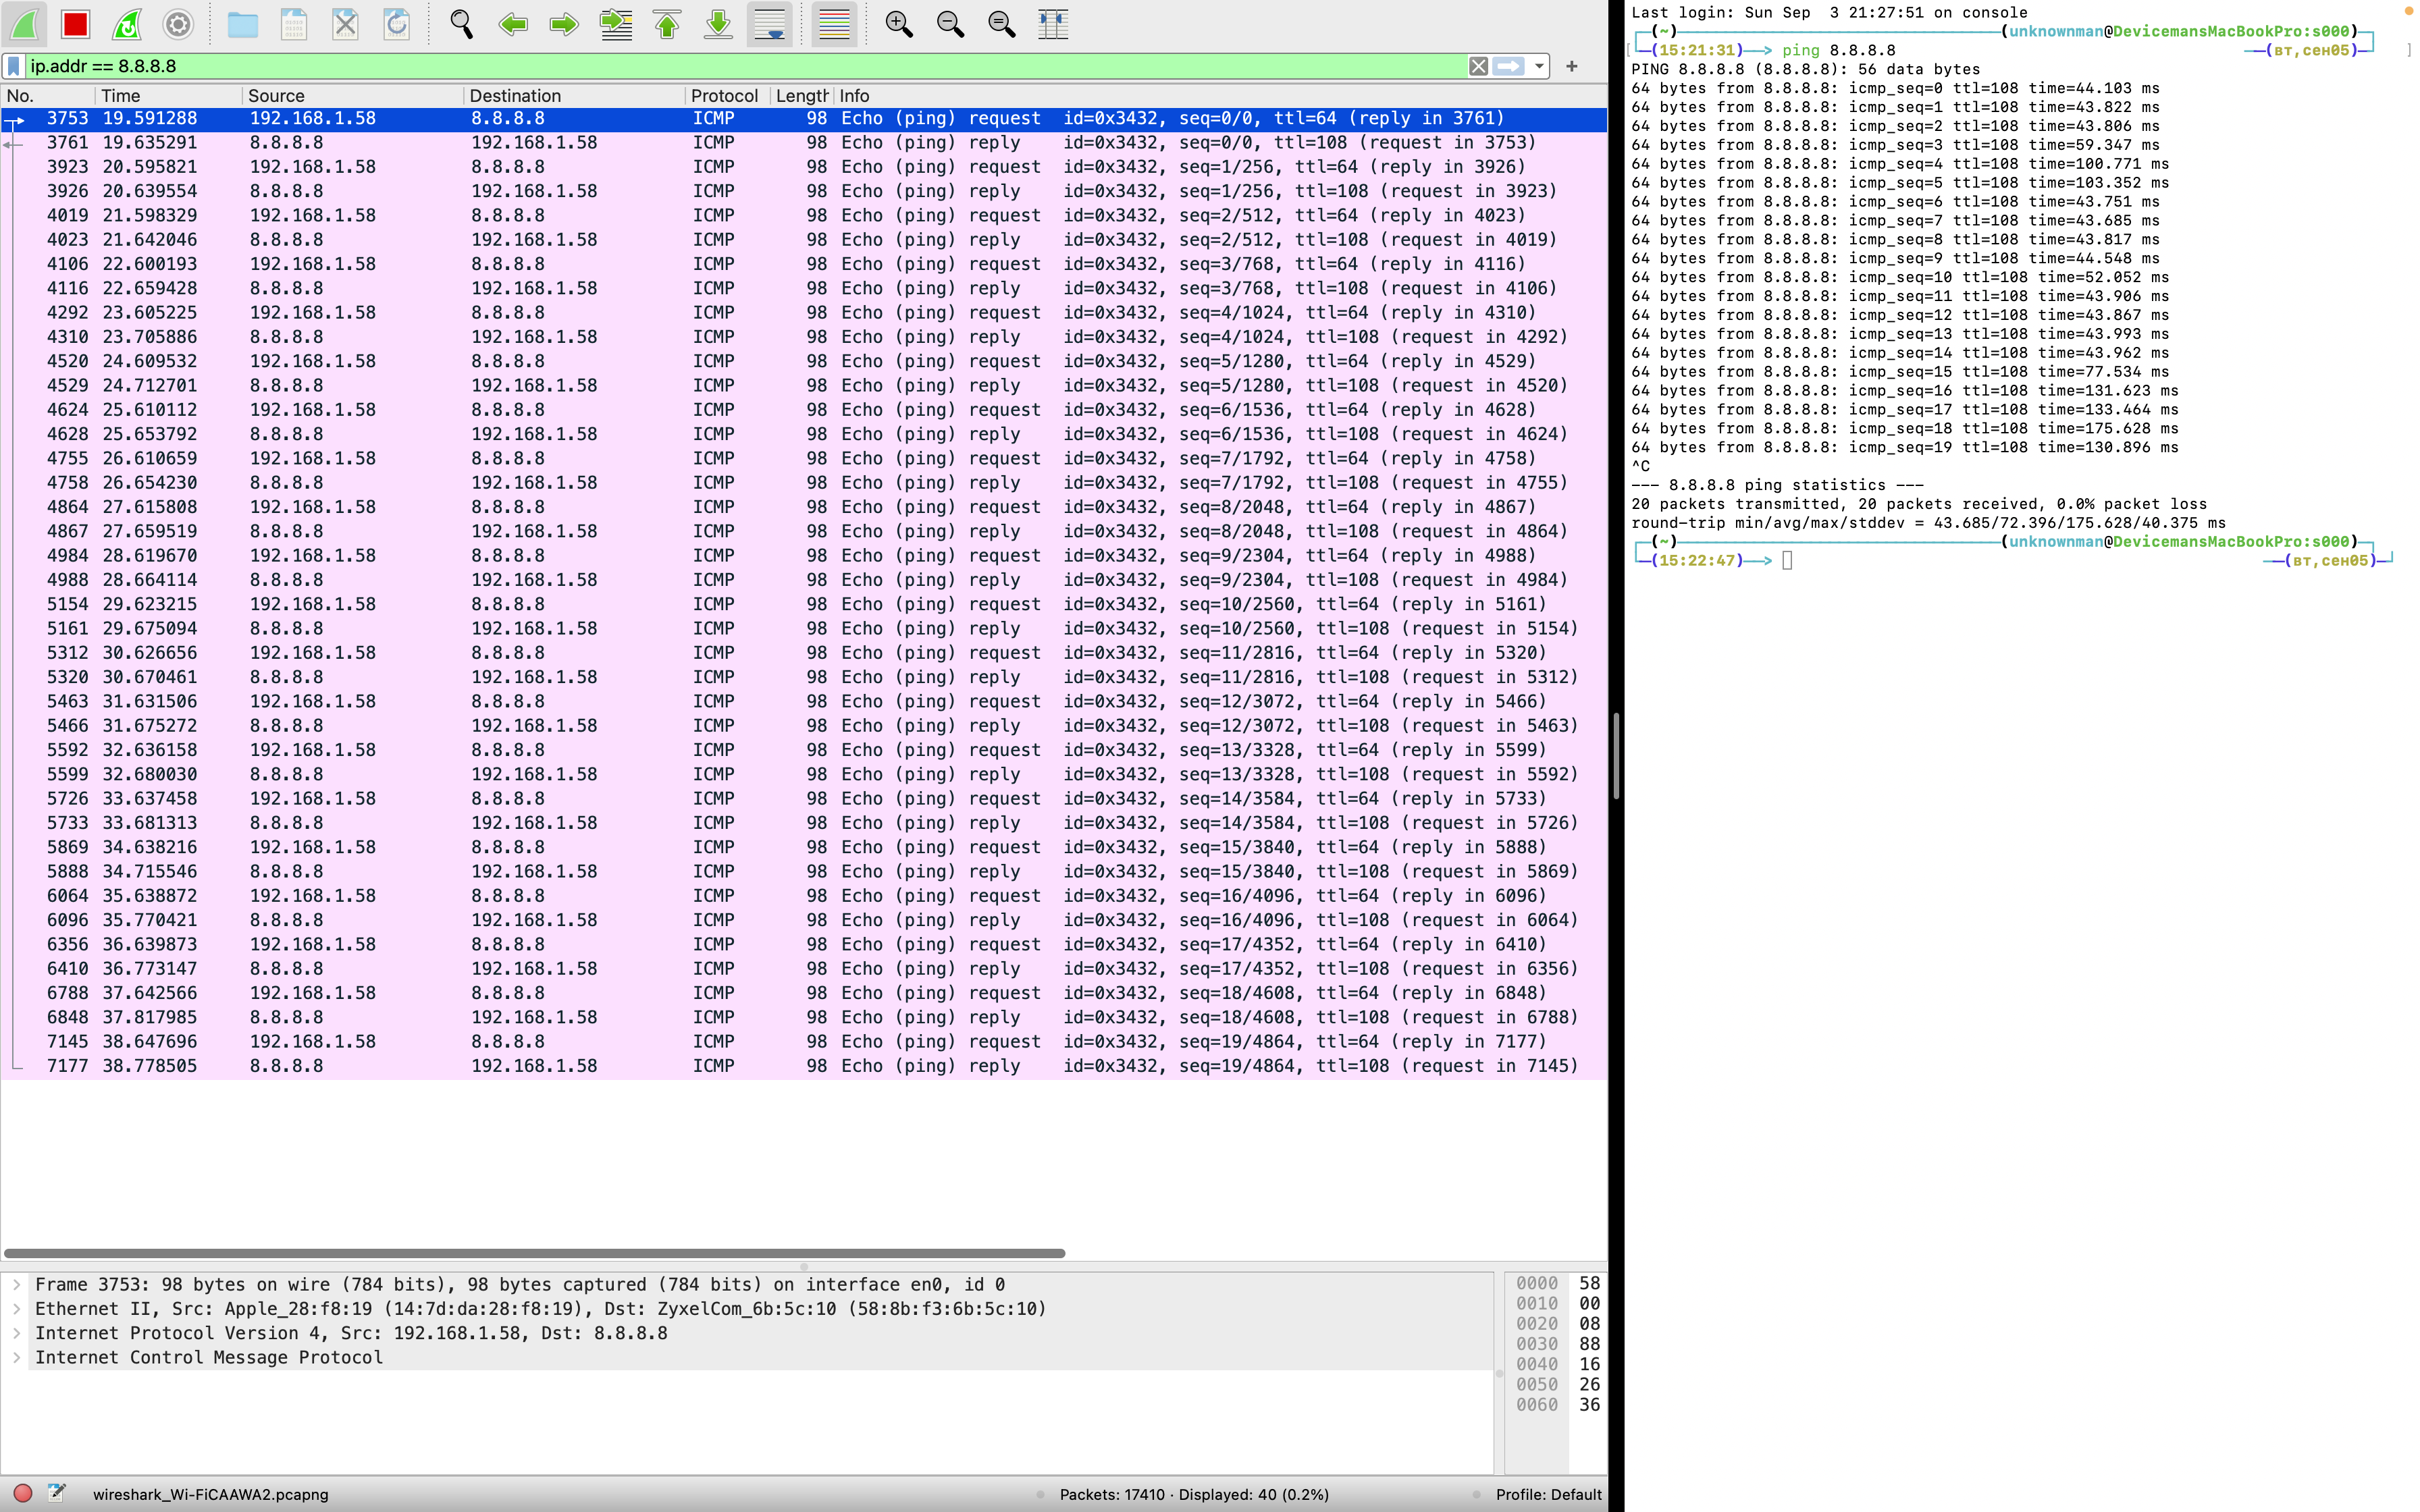 ip.addr == 8.8.8.8
No. Time Source Destination Protocol Length Info
3753 19.591288 192.168.1.58 8.8.8.8 ICMP 98 Echo (ping) request id=0x3432, seq=0/0, ttl=64 (reply in 3761)
3761 19.635291 8.8.8.8 192.168.1.58 ICMP 98 Echo (ping) reply id=0x3432, seq=0/0, ttl=108 (request in 3753)
3923 20.595821 192.168.1.58 8.8.8.8 ICMP 98 Echo (ping) request id=0x3432, seq=1/256, ttl=64 (reply in 3926)
3926 20.639554 8.8.8.8 192.168.1.58 ICMP 98 Echo (ping) reply id=0x3432, seq=1/256, ttl=108 (request in 3923)
4019 21.598329 192.168.1.58 8.8.8.8 ICMP 98 Echo (ping) request id=0x3432, seq=2/512, ttl=64 (reply in 4023)
4023 21.642046 8.8.8.8 192.168.1.58 ICMP 98 Echo (ping) reply id=0x3432, seq=2/512, ttl=108 (request in 4019)
4106 22.600193 192.168.1.58 8.8.8.8 ICMP 98 Echo (ping) request id=0x3432, seq=3/768, ttl=64 (reply in 4116)
4116 22.659428 8.8.8.8 192.168.1.58 ICMP 98 Echo (ping) reply id=0x3432, seq=3/768, ttl=108 (request in 4106)
4292 23.605225 192.168.1.58 8.8.8.8 ICMP 98 Echo (ping) request id=0x3432, seq=4/1024, ttl=64 (reply in 4310)
4310 23.705886 8.8.8.8 192.168.1.58 ICMP 98 Echo (ping) reply id=0x3432, seq=4/1024, ttl=108 (request in 4292)
4520 24.609532 192.168.1.58 8.8.8.8 ICMP 98 Echo (ping) request id=0x3432, seq=5/1280, ttl=64 (reply in 4529)
4529 24.712701 8.8.8.8 192.168.1.58 ICMP 98 Echo (ping) reply id=0x3432, seq=5/1280, ttl=108 (request in 4520)
4624 25.610112 192.168.1.58 8.8.8.8 ICMP 98 Echo (ping) request id=0x3432, seq=6/1536, ttl=64 (reply in 4628)
4628 25.653792 8.8.8.8 192.168.1.58 ICMP 98 Echo (ping) reply id=0x3432, seq=6/1536, ttl=108 (request in 4624)
4755 26.610659 192.168.1.58 8.8.8.8 ICMP 98 Echo (ping) request id=0x3432, seq=7/1792, ttl=64 (reply in 4758)
4758 26.654230 8.8.8.8 192.168.1.58 ICMP 98 Echo (ping) reply id=0x3432, seq=7/1792, ttl=108 (request in 4755)
4864 27.615808 192.168.1.58 8.8.8.8 ICMP 98 Echo (ping) request id=0x3432, seq=8/2048, ttl=64 (reply in 4867)
4867 27.659519 8.8.8.8 192.168.1.58 ICMP 98 Echo (ping) reply id=0x3432, seq=8/2048, ttl=108 (request in 4864)
4984 28.619670 192.168.1.58 8.8.8.8 ICMP 98 Echo (ping) request id=0x3432, seq=9/2304, ttl=64 (reply in 4988)
4988 28.664114 8.8.8.8 192.168.1.58 ICMP 98 Echo (ping) reply id=0x3432, seq=9/2304, ttl=108 (request in 4984)
5154 29.623215 192.168.1.58 8.8.8.8 ICMP 98 Echo (ping) request id=0x3432, seq=10/2560, ttl=64 (reply in 5161)
5161 29.675094 8.8.8.8 192.168.1.58 ICMP 98 Echo (ping) reply id=0x3432, seq=10/2560, ttl=108 (request in 5154)
5312 30.626656 192.168.1.58 8.8.8.8 ICMP 98 Echo (ping) request id=0x3432, seq=11/2816, ttl=64 (reply in 5320)
5320 30.670461 8.8.8.8 192.168.1.58 ICMP 98 Echo (ping) reply id=0x3432, seq=11/2816, ttl=108 (request in 5312)
5463 31.631506 192.168.1.58 8.8.8.8 ICMP 98 Echo (ping) request id=0x3432, seq=12/3072, ttl=64 (reply in 5466)
5466 31.675272 8.8.8.8 192.168.1.58 ICMP 98 Echo (ping) reply id=0x3432, seq=12/3072, ttl=108 (request in 5463)
5592 32.636158 192.168.1.58 8.8.8.8 ICMP 98 Echo (ping) request id=0x3432, seq=13/3328, ttl=64 (reply in 5599)
5599 32.680030 8.8.8.8 192.168.1.58 ICMP 98 Echo (ping) reply id=0x3432, seq=13/3328, ttl=108 (request in 5592)
5726 33.637458 192.168.1.58 8.8.8.8 ICMP 98 Echo (ping) request id=0x3432, seq=14/3584, ttl=64 (reply in 5733)
5733 33.681313 8.8.8.8 192.168.1.58 ICMP 98 Echo (ping) reply id=0x3432, seq=14/3584, ttl=108 (request in 5726)
5869 34.638216 192.168.1.58 8.8.8.8 ICMP 98 Echo (ping) request id=0x3432, seq=15/3840, ttl=64 (reply in 5888)
5888 34.715546 8.8.8.8 192.168.1.58 ICMP 98 Echo (ping) reply id=0x3432, seq=15/3840, ttl=108 (request in 5869)
6064 35.638872 192.168.1.58 8.8.8.8 ICMP 98 Echo (ping) request id=0x3432, seq=16/4096, ttl=64 (reply in 6096)
6096 35.770421 8.8.8.8 192.168.1.58 ICMP 98 Echo (ping) reply id=0x3432, seq=16/4096, ttl=108 (request in 6064)
6356 36.639873 192.168.1.58 8.8.8.8 ICMP 98 Echo (ping) request id=0x3432, seq=17/4352, ttl=64 (reply in 6410)
6410 36.773147 8.8.8.8 192.168.1.58 ICMP 98 Echo (ping) reply id=0x3432, seq=17/4352, ttl=108 (request in 6356)
6788 37.642566 192.168.1.58 8.8.8.8 ICMP 98 Echo (ping) request id=0x3432, seq=18/4608, ttl=64 (reply in 6848)
6848 37.817985 8.8.8.8 192.168.1.58 ICMP 98 Echo (ping) reply id=0x3432, seq=18/4608, ttl=108 (request in 6788)
7145 38.647696 192.168.1.58 8.8.8.8 ICMP 98 Echo (ping) request id=0x3432, seq=19/4864, ttl=64 (reply in 7177)
7177 38.778505 8.8.8.8 192.168.1.58 ICMP 98 Echo (ping) reply id=0x3432, seq=19/4864, ttl=108 (request in 7145)
Frame 3753: 98 bytes on wire (784 bits), 98 bytes captured (784 bits) on interface en0, id 0
Ethernet II, Src: Apple_28:f8:19 (14:7d:da:28:f8:19), Dst: ZyxelCom_6b:5c:10 (58:8b:f3:6b:5c:10)
Internet Protocol Version 4, Src: 192.168.1.58, Dst: 8.8.8.8
Internet Control Message Protocol
0000 58
0010 00
0020 08
0030 88
0040 16
0050 26
0060 36
wireshark_Wi-FiCAAWA2.pcapng Packets: 17410 · Displayed: 40 (0.2%) Profile: Default
Last login: Sun Sep 3 21:27:51 on console
(~) (unknownman@DevicemansMacBookPro:s000)
(15:21:31)—> ping 8.8.8.8 —(вт,сен05)
PING 8.8.8.8 (8.8.8.8): 56 data bytes
64 bytes from 8.8.8.8: icmp_seq=0 ttl=108 time=44.103 ms
64 bytes from 8.8.8.8: icmp_seq=1 ttl=108 time=43.822 ms
64 bytes from 8.8.8.8: icmp_seq=2 ttl=108 time=43.806 ms
64 bytes from 8.8.8.8: icmp_seq=3 ttl=108 time=59.347 ms
64 bytes from 8.8.8.8: icmp_seq=4 ttl=108 time=100.771 ms
64 bytes from 8.8.8.8: icmp_seq=5 ttl=108 time=103.352 ms
64 bytes from 8.8.8.8: icmp_seq=6 ttl=108 time=43.751 ms
64 bytes from 8.8.8.8: icmp_seq=7 ttl=108 time=43.685 ms
64 bytes from 8.8.8.8: icmp_seq=8 ttl=108 time=43.817 ms
64 bytes from 8.8.8.8: icmp_seq=9 ttl=108 time=44.548 ms
64 bytes from 8.8.8.8: icmp_seq=10 ttl=108 time=52.052 ms
64 bytes from 8.8.8.8: icmp_seq=11 ttl=108 time=43.906 ms
64 bytes from 8.8.8.8: icmp_seq=12 ttl=108 time=43.867 ms
64 bytes from 8.8.8.8: icmp_seq=13 ttl=108 time=43.993 ms
64 bytes from 8.8.8.8: icmp_seq=14 ttl=108 time=43.962 ms
64 bytes from 8.8.8.8: icmp_seq=15 ttl=108 time=77.534 ms
64 bytes from 8.8.8.8: icmp_seq=16 ttl=108 time=131.623 ms
64 bytes from 8.8.8.8: icmp_seq=17 ttl=108 time=133.464 ms
64 bytes from 8.8.8.8: icmp_seq=18 ttl=108 time=175.628 ms
64 bytes from 8.8.8.8: icmp_seq=19 ttl=108 time=130.896 ms
^C
--- 8.8.8.8 ping statistics ---
20 packets transmitted, 20 packets received, 0.0% packet loss
round-trip min/avg/max/stddev = 43.685/72.396/175.628/40.375 ms
(~) (unknownman@DevicemansMacBookPro:s000)
(15:22:47)—> —(вт,сен05)